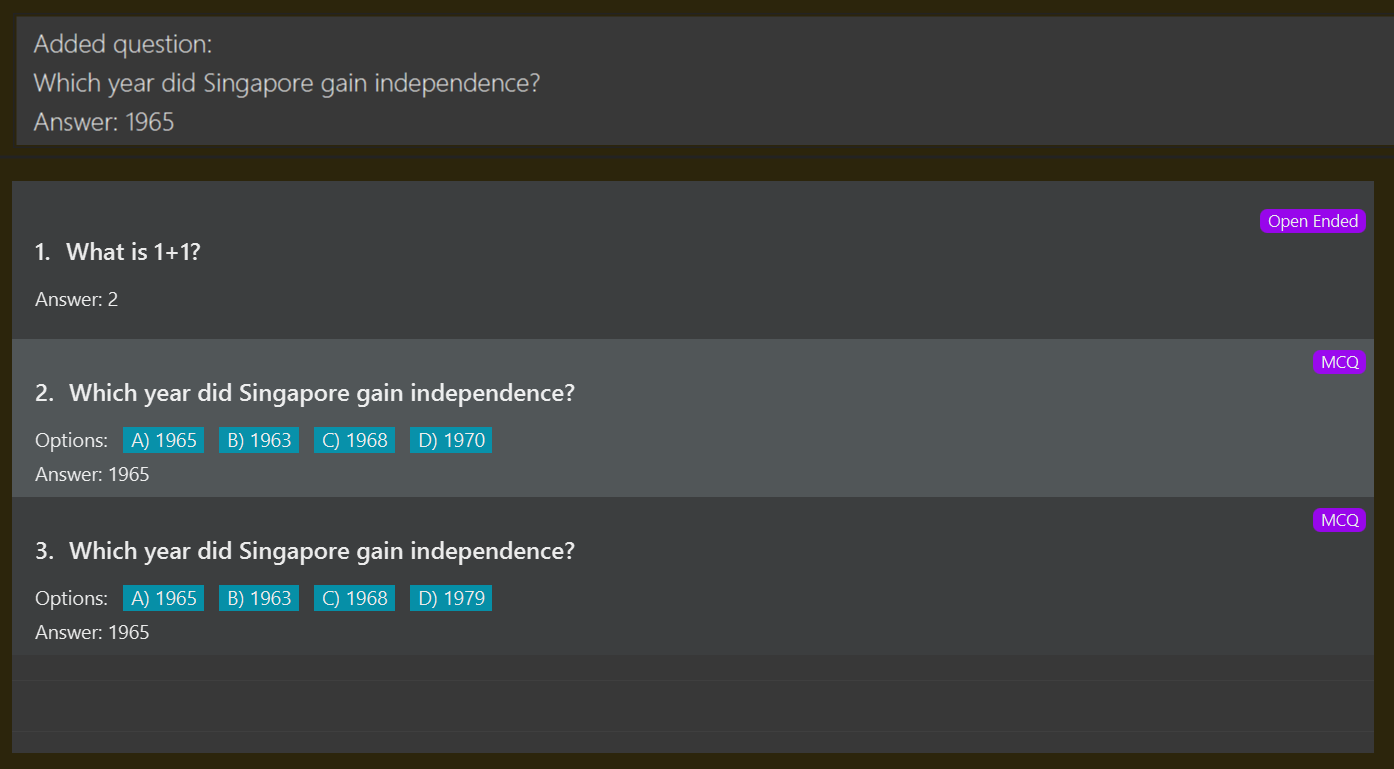 Added question:
Which year did Singapore gain independence?
Answer: 1965
Open Ended
1. What is 1+1?
Answer: 2
MCQ
2. Which year did Singapore gain independence?
Options: A) 1965 B) 1963 C) 1968 D) 1970
Answer: 1965
MCQ
3. Which year did Singapore gain independence?
Options: A) 1965 B) 1963 C) 1968 D) 1979
Answer: 1965